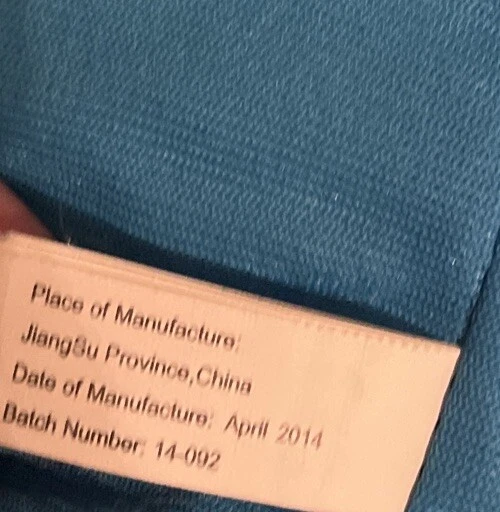 Place of Manufacture:
JiangSu Province,China
Date of Manufacture: April 2014
Batch Number: 14-092